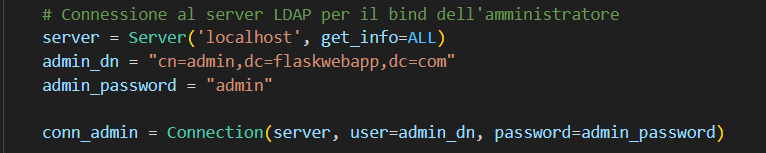 # Connessione al server LDAP per il bind dell'amministratore
server = Server('localhost', get_info=ALL)
admin_dn = "cn=admin,dc=flaskwebapp,dc=com"
admin_password = "admin"
conn_admin = Connection(server, user=admin_dn, password=admin_password)